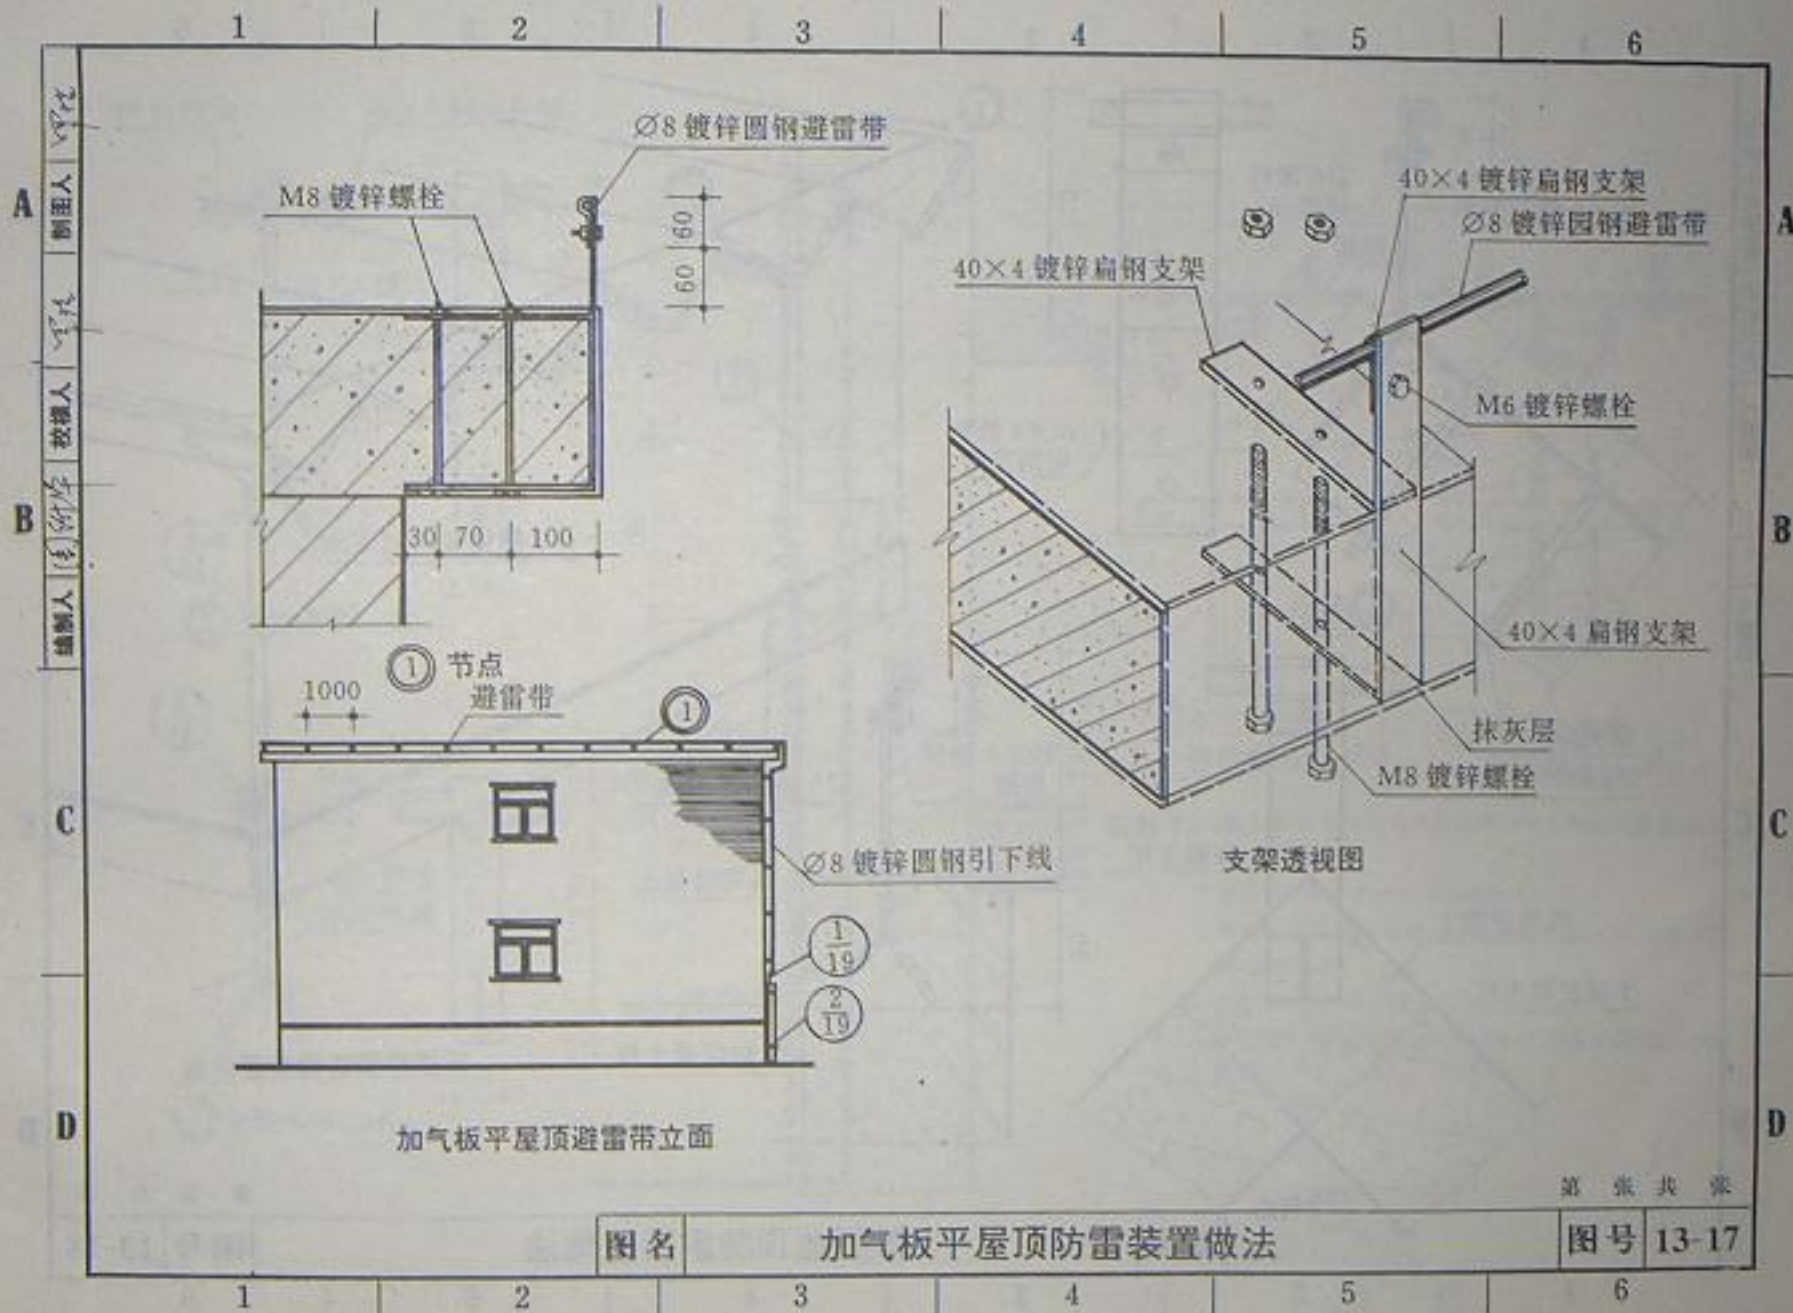 1 2 3 4 5 6
A
B
C
D
A
B
C
D
制图人
校核人
编制人
Ø8 镀锌圆钢避雷带
M8 镀锌螺栓
60
60
30 70 100
1 节点
1000
避雷带
1
Ø8 镀锌圆钢引下线
1
19
2
19
加气板平屋顶避雷带立面
40×4 镀锌扁钢支架
Ø8 镀锌园钢避雷带
40×4 镀锌扁钢支架
M6 镀锌螺栓
40×4 扁钢支架
抹灰层
M8 镀锌螺栓
支架透视图
第 张 共 张
图名 加气板平屋顶防雷装置做法 图号 13-17
1 2 3 4 5 6